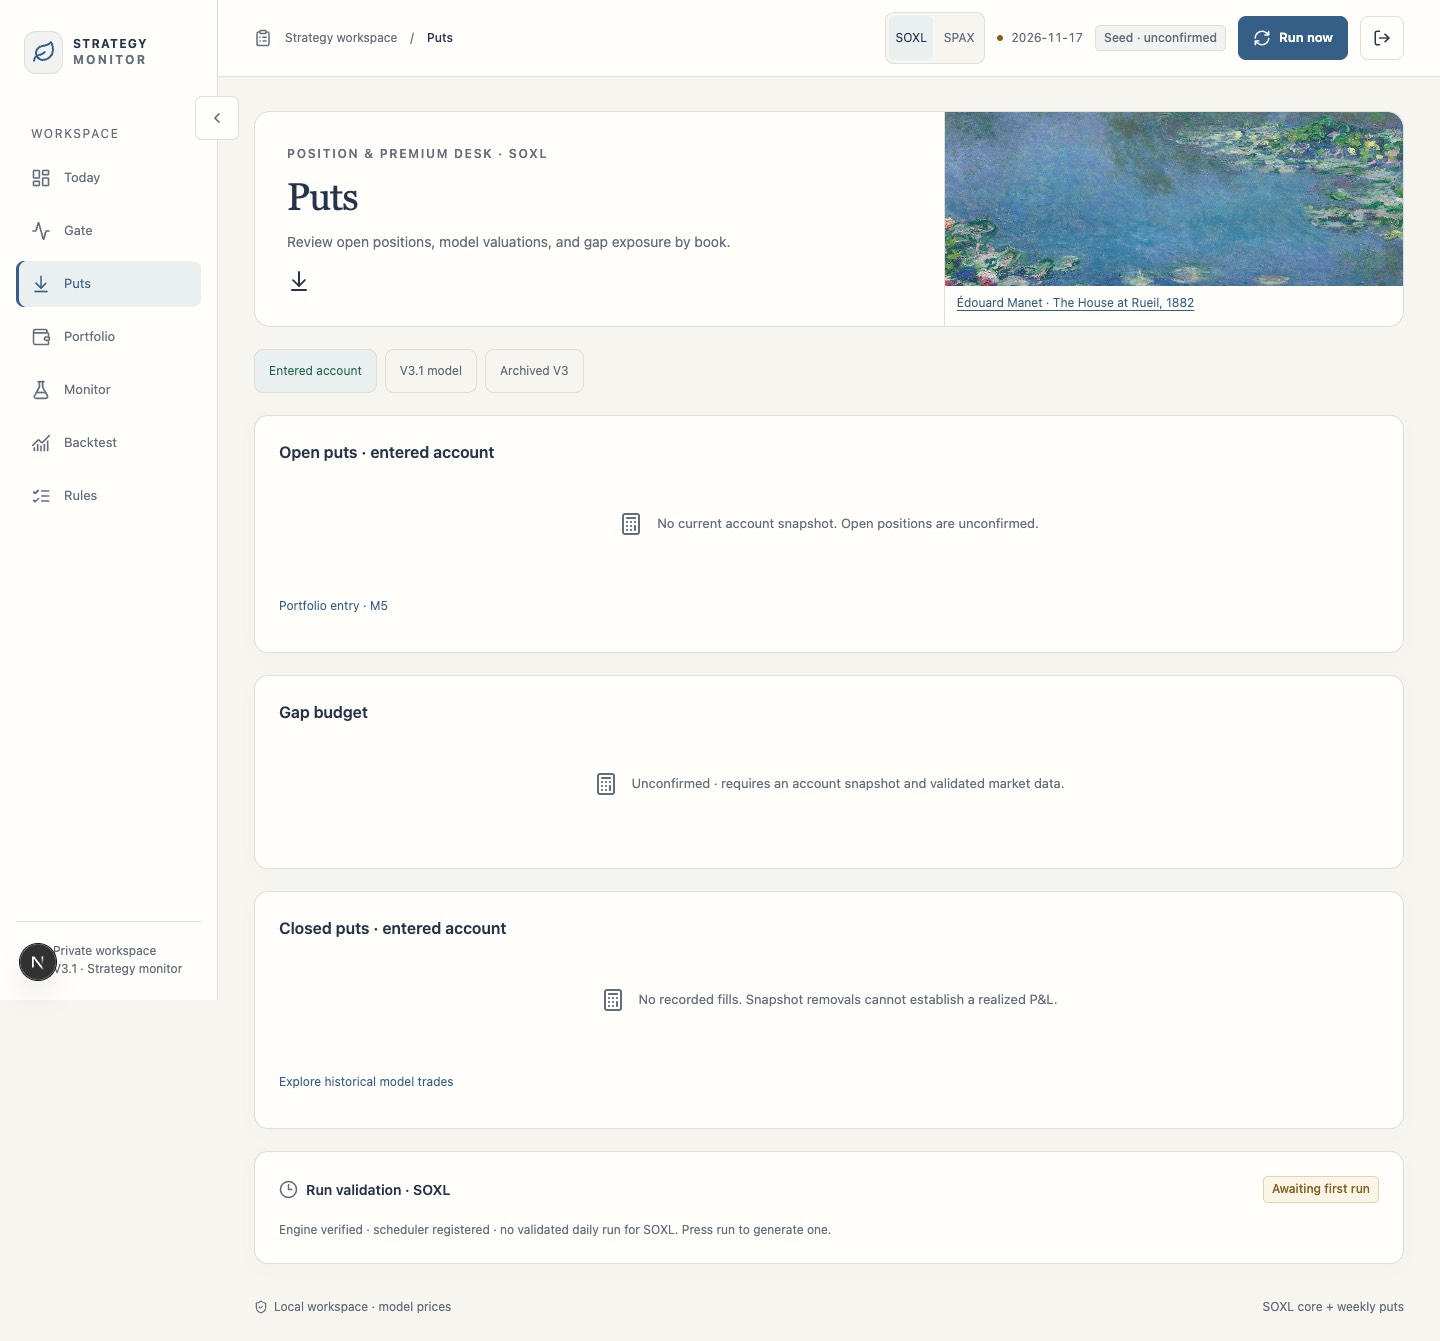 STRATEGY
MONITOR
Strategy workspace / Puts
SOXL SPAX
2026-11-17
Seed · unconfirmed
Run now
WORKSPACE
Today
Gate
Puts
Portfolio
Monitor
Backtest
Rules
Private workspace
V3.1 · Strategy monitor
N
POSITION & PREMIUM DESK · SOXL
Puts
Review open positions, model valuations, and gap exposure by book.
Édouard Manet · The House at Rueil, 1882
Entered account
V3.1 model
Archived V3
Open puts · entered account
No current account snapshot. Open positions are unconfirmed.
Portfolio entry · M5
Gap budget
Unconfirmed · requires an account snapshot and validated market data.
Closed puts · entered account
No recorded fills. Snapshot removals cannot establish a realized P&L.
Explore historical model trades
Run validation · SOXL
Awaiting first run
Engine verified · scheduler registered · no validated daily run for SOXL. Press run to generate one.
Local workspace · model prices
SOXL core + weekly puts